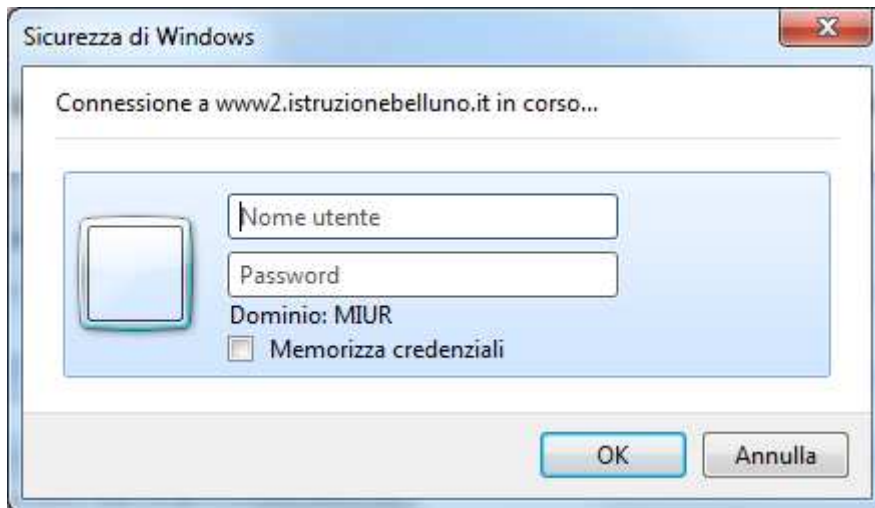 Sicurezza di Windows
Connessione a www2.istruzionebelluno.it in corso...
Nome utente
Password
Dominio: MIUR
Memorizza credenziali
OK
Annulla